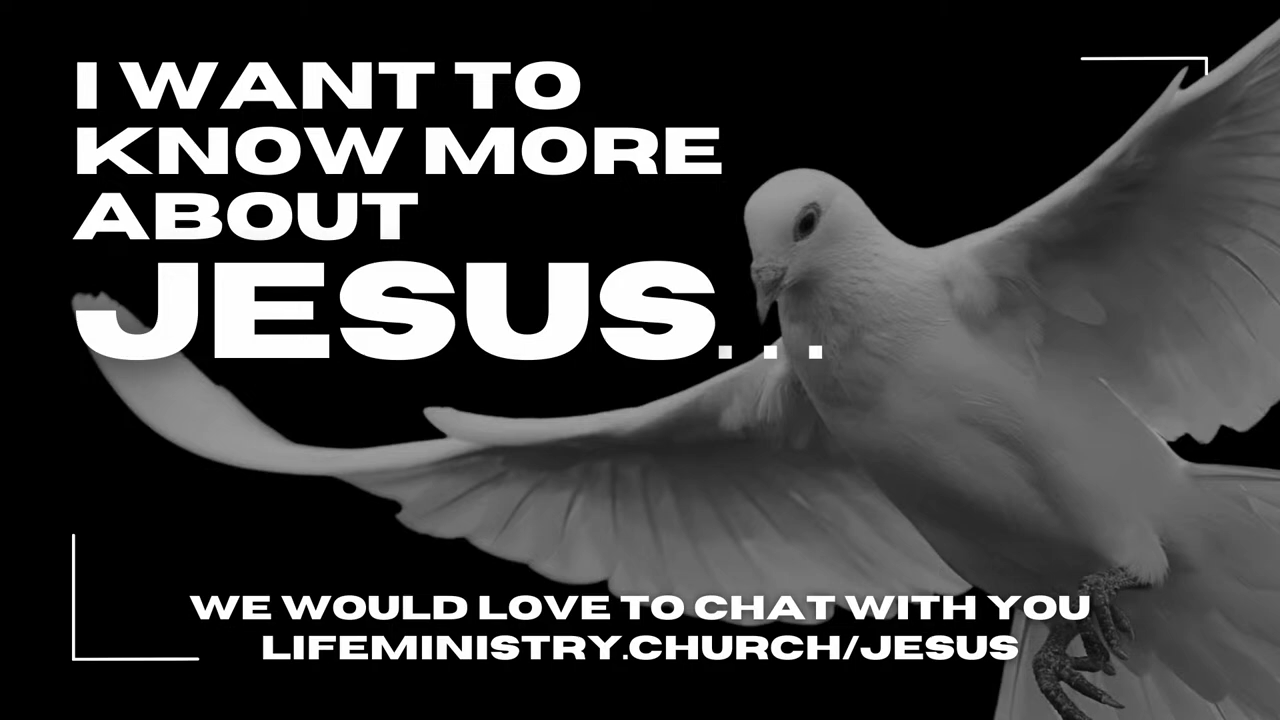 I WANT TO
KNOW MORE
ABOUT
JESUS...
WE WOULD LOVE TO CHAT WITH YOU
LIFEMINISTRY.CHURCH/JESUS